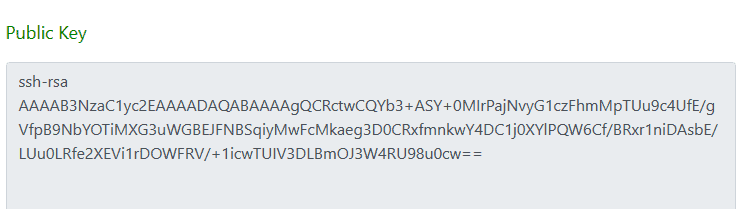 Public Key
ssh-rsa
AAAAB3NzaC1yc2EAAAADAQABAAAAgQCRctwCQYb3+ASY+0MIrPajNvyG1czFhmMpTUu9c4UfE/g
VfpB9NbYOTiMXG3uWGBEJFNBSqiyMwFcMkaeg3D0CRxfmnkwY4DC1j0XYlPQW6Cf/BRxr1niDAsbE/
LUu0LRfe2XEVi1rDOWFRV/+1icwTUIV3DLBmOJ3W4RU98u0cw==